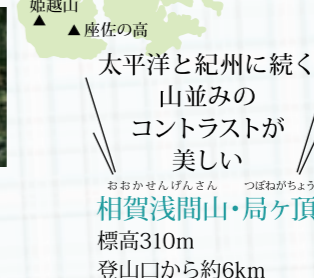 姫越山
▲
▲座佐の高
太平洋と紀州に続く
山並みの
コントラストが
美しい
おおかせんげんさん つぼねがちょう
相賀浅間山・局ケ頂
標高310m
登山口から約6km